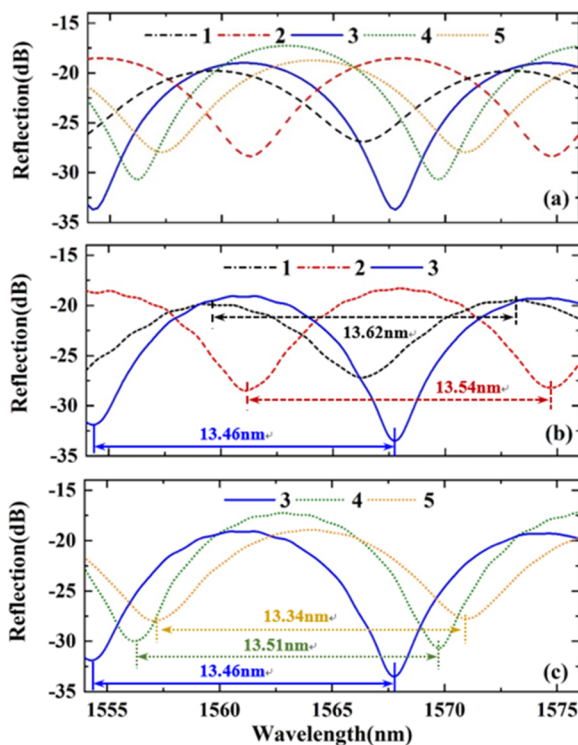 -15
1 2 3 4 5
-20
-25
-30
-35
Reflection(dB)
(a)
-15
1 2 3
-20
13.62nm
-25
13.54nm
-30
13.46nm
-35
Reflection(dB)
(b)
-15
3 4 5
-20
-25
13.34nm
13.51nm
-30
13.46nm
-35
Reflection(dB)
(c)
1555 1560 1565 1570 1575
Wavelength(nm)